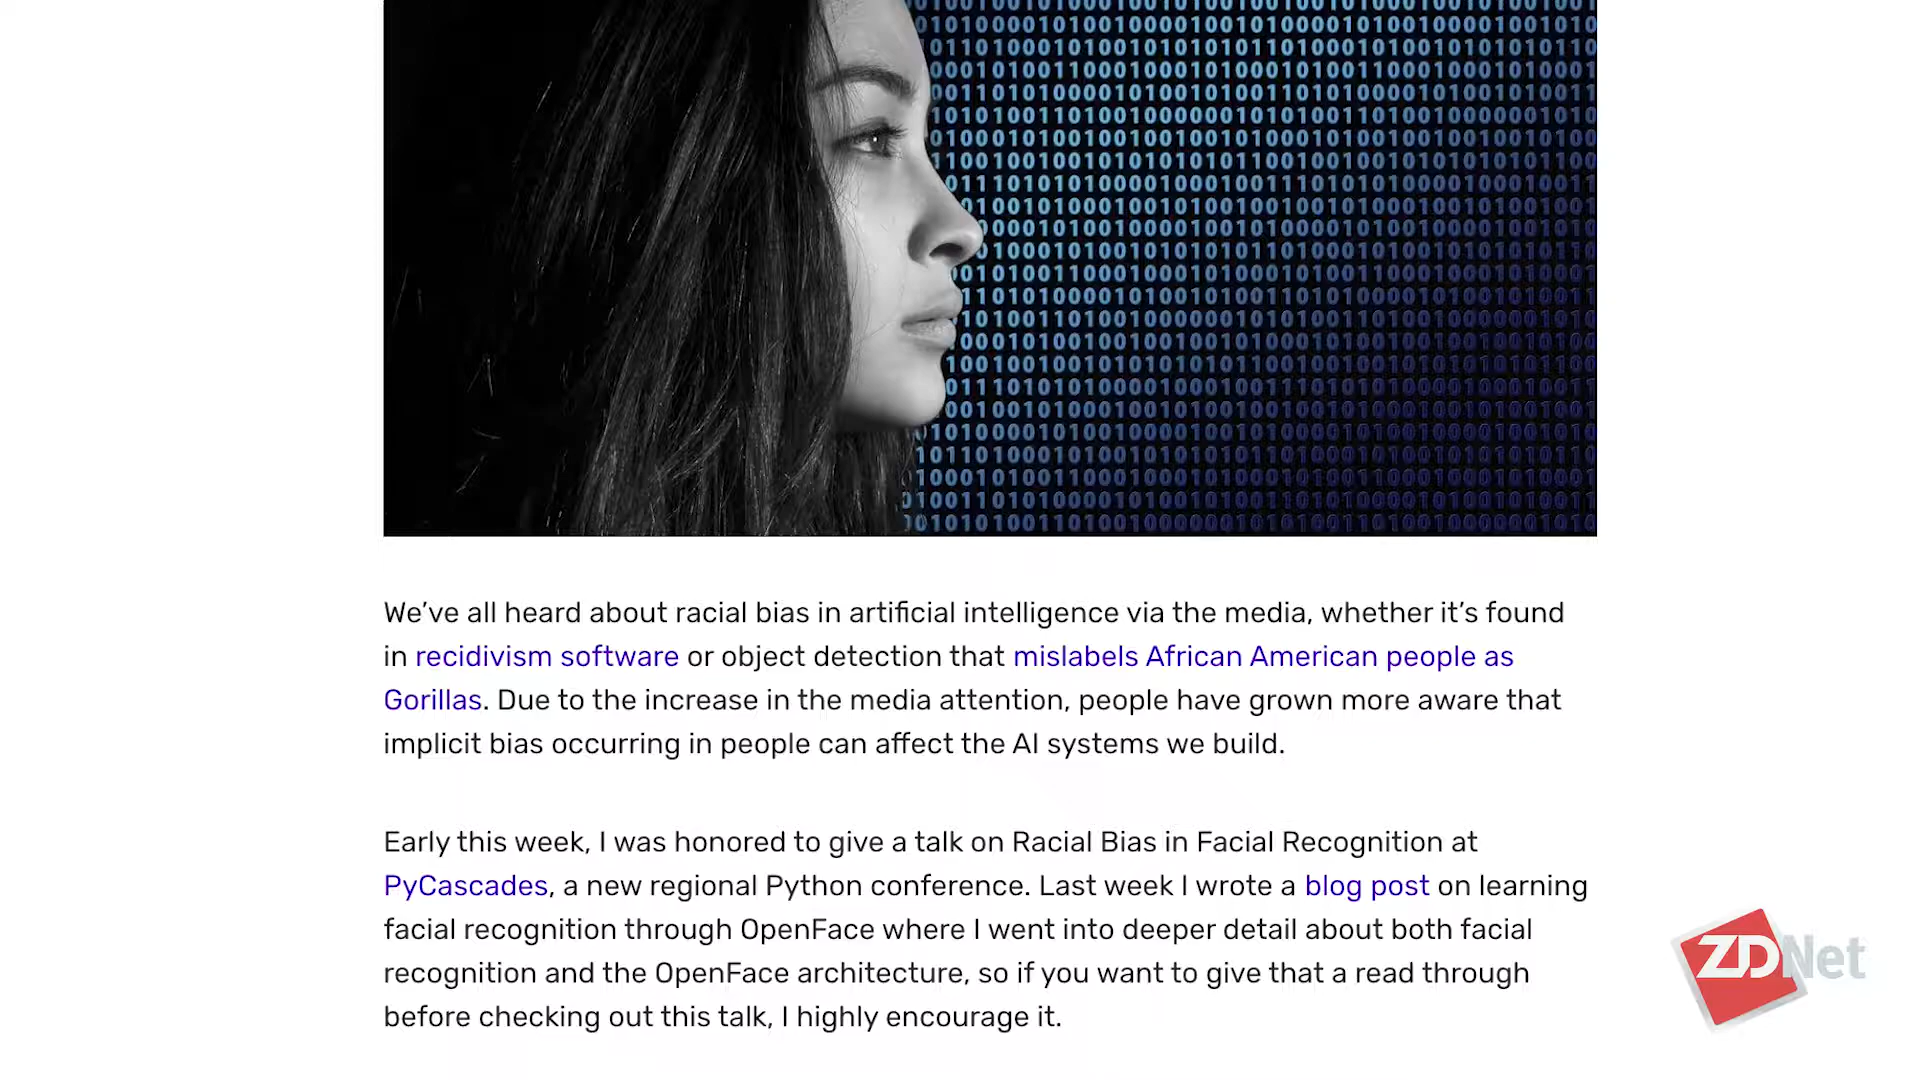 We’ve all heard about racial bias in artificial intelligence via the media, whether it’s found
in recidivism software or object detection that mislabels African American people as
Gorillas. Due to the increase in the media attention, people have grown more aware that
implicit bias occurring in people can affect the AI systems we build.
Early this week, I was honored to give a talk on Racial Bias in Facial Recognition at
PyCascades, a new regional Python conference. Last week I wrote a blog post on learning
facial recognition through OpenFace where I went into deeper detail about both facial
recognition and the OpenFace architecture, so if you want to give that a read through
before checking out this talk, I highly encourage it.
ZDNet